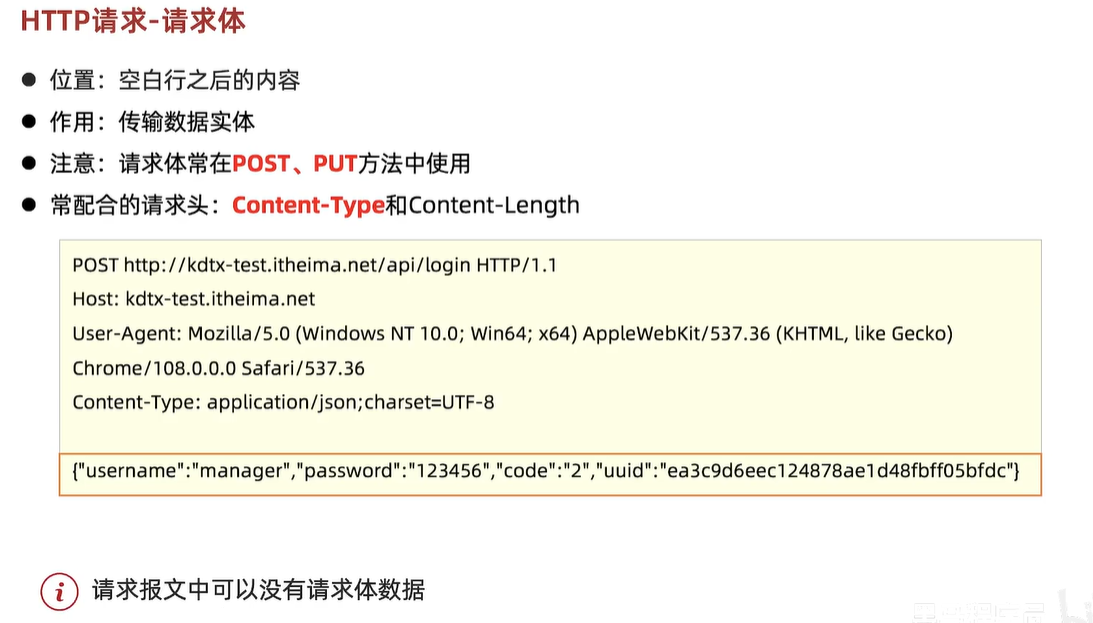 HTTP请求-请求体
● 位置：空白行之后的内容
● 作用：传输数据实体
● 注意：请求体常在POST、PUT方法中使用
● 常配合的请求头：Content-Type和Content-Length
POST http://kdtx-test.itheima.net/api/login HTTP/1.1
Host: kdtx-test.itheima.net
User-Agent: Mozilla/5.0 (Windows NT 10.0; Win64; x64) AppleWebKit/537.36 (KHTML, like Gecko)
Chrome/108.0.0.0 Safari/537.36
Content-Type: application/json;charset=UTF-8
{"username":"manager","password":"123456","code":"2","uuid":"ea3c9d6eec124878ae1d48fbff05bfdc"}
i 请求报文中可以没有请求体数据